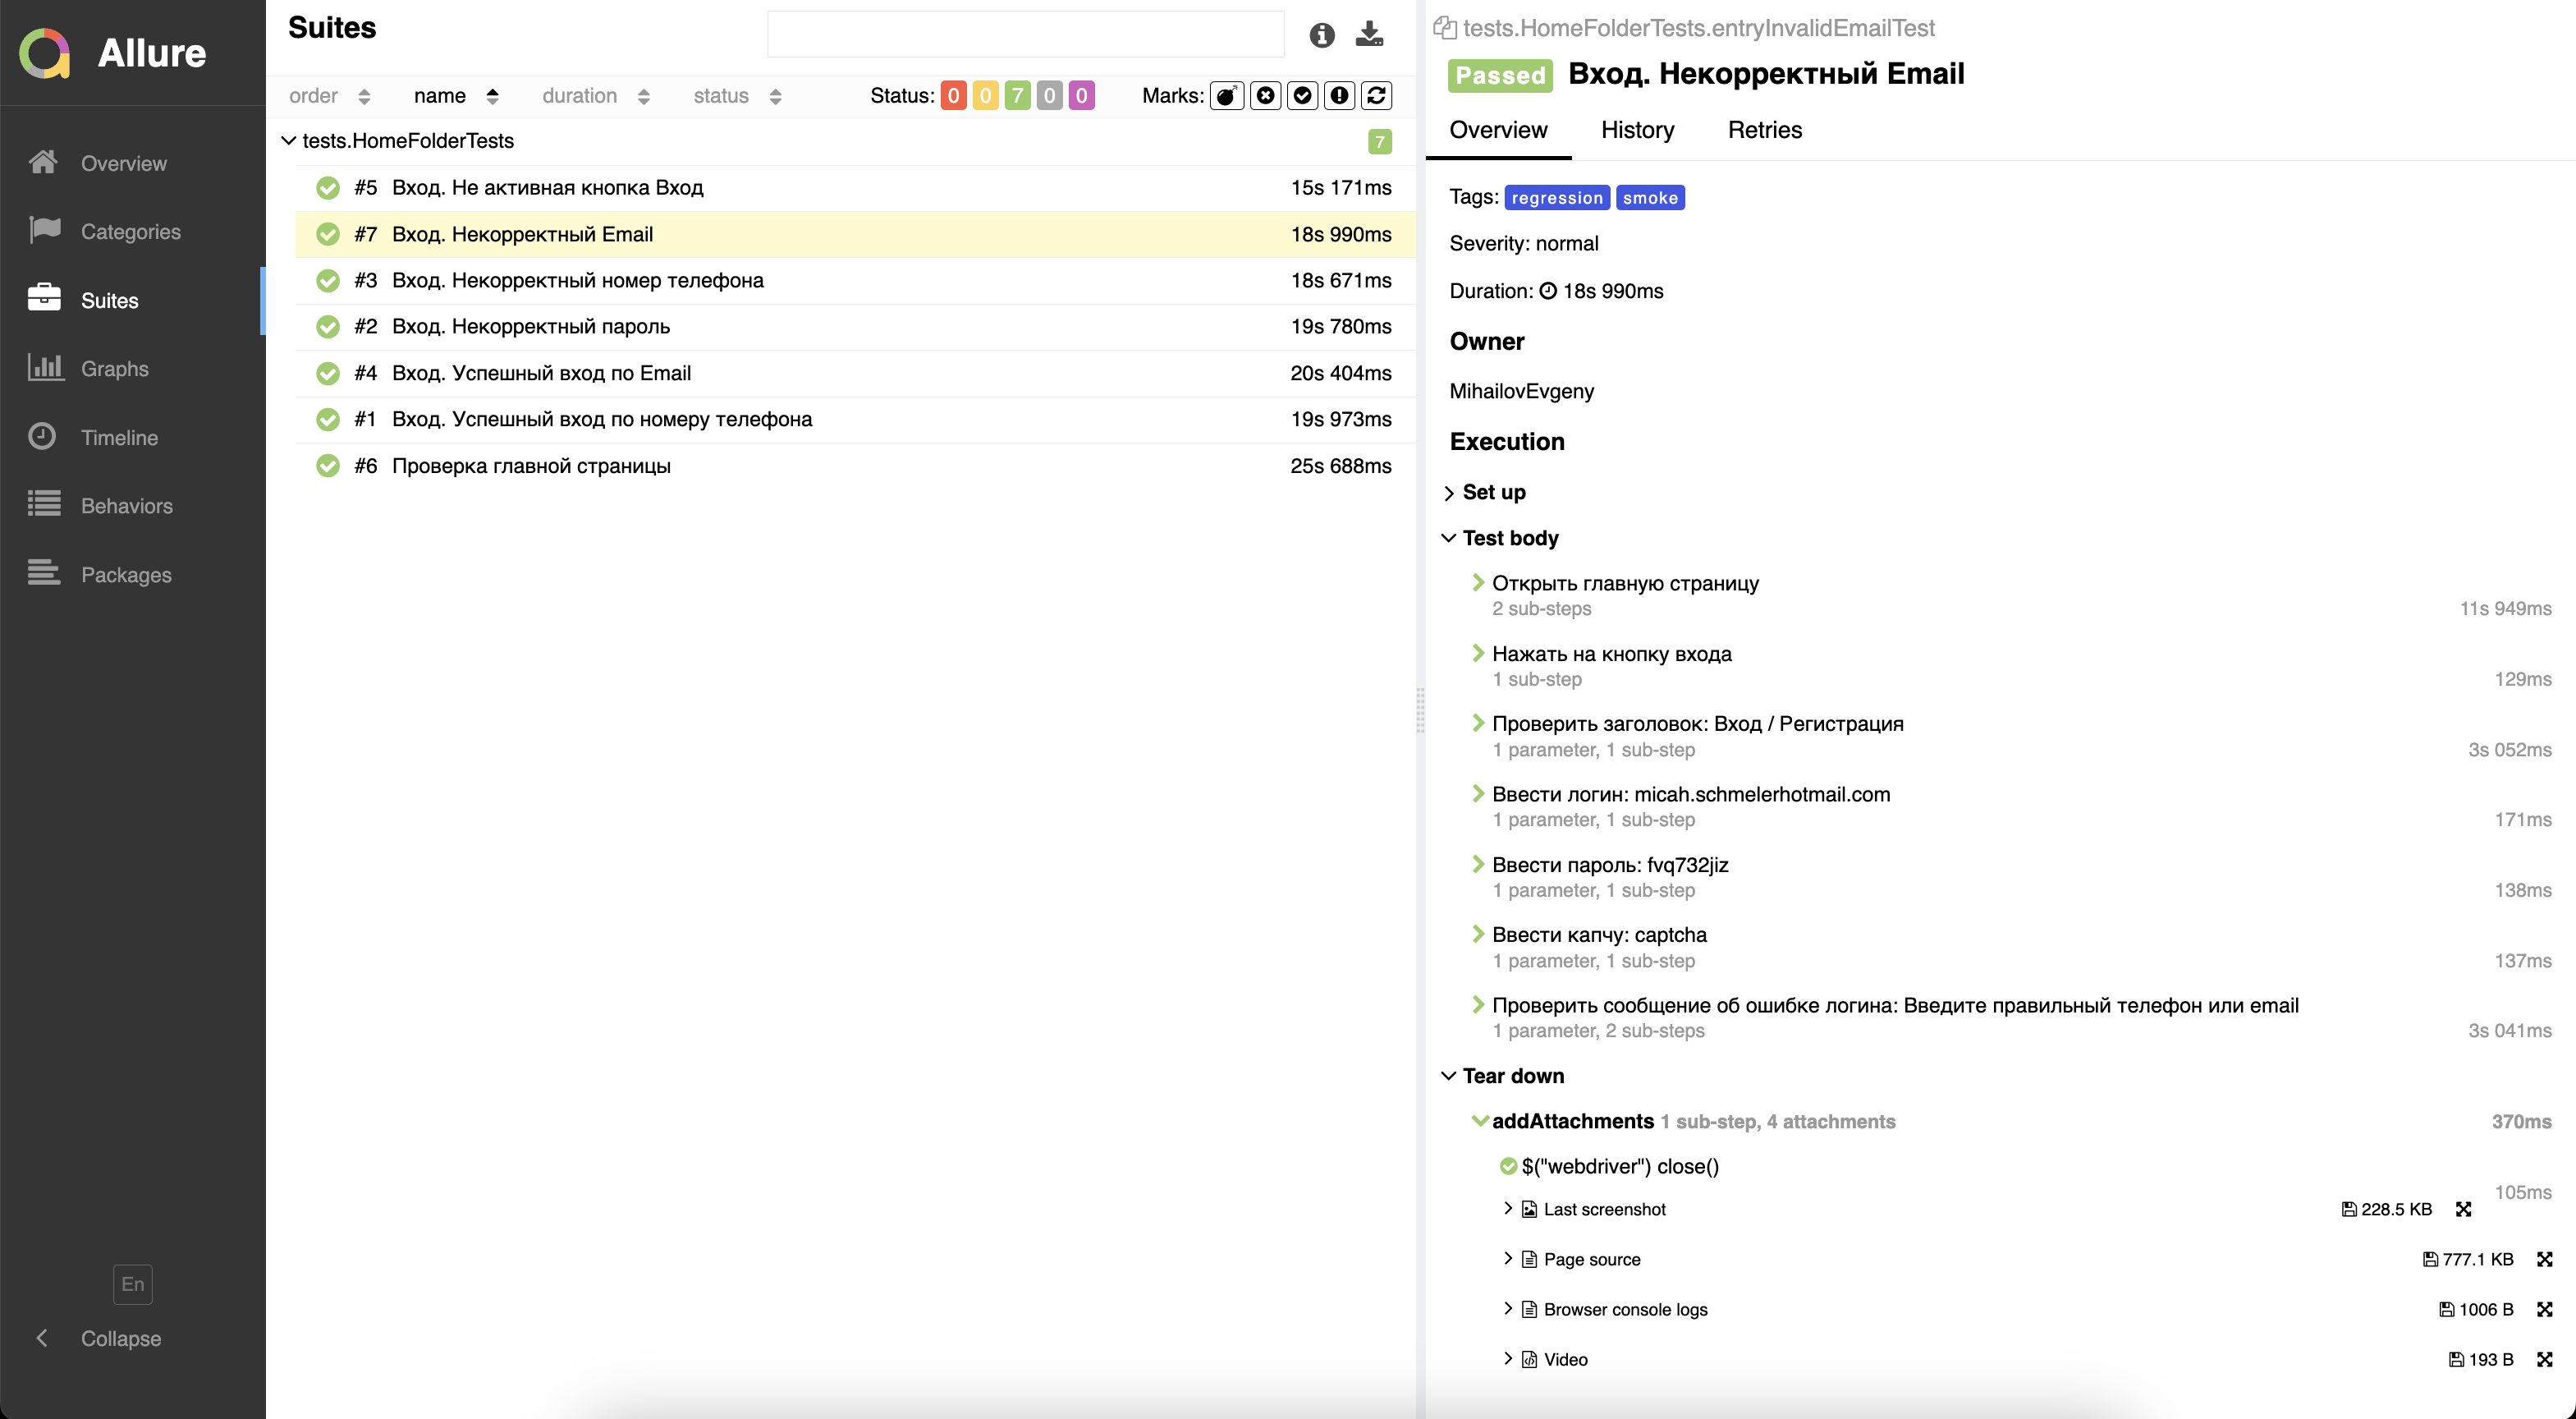 Allure
Overview
Categories
Suites
Graphs
Timeline
Behaviors
Packages
En
Collapse
Suites
order name duration status Status: 0 0 7 0 0 Marks:
tests.HomeFolderTests 7
#5 Вход. Не активная кнопка Вход 15s 171ms
#7 Вход. Некорректный Email 18s 990ms
#3 Вход. Некорректный номер телефона 18s 671ms
#2 Вход. Некорректный пароль 19s 780ms
#4 Вход. Успешный вход по Email 20s 404ms
#1 Вход. Успешный вход по номеру телефона 19s 973ms
#6 Проверка главной страницы 25s 688ms
tests.HomeFolderTests.entryInvalidEmailTest
Passed Вход. Некорректный Email
Overview History Retries
Tags: regression smoke
Severity: normal
Duration: 18s 990ms
Owner
MihailovEvgeny
Execution
Set up
Test body
Открыть главную страницу
2 sub-steps 11s 949ms
Нажать на кнопку входа
1 sub-step 129ms
Проверить заголовок: Вход / Регистрация
1 parameter, 1 sub-step 3s 052ms
Ввести логин: micah.schmelerhotmail.com
1 parameter, 1 sub-step 171ms
Ввести пароль: fvq732jiz
1 parameter, 1 sub-step 138ms
Ввести капчу: captcha
1 parameter, 1 sub-step 137ms
Проверить сообщение об ошибке логина: Введите правильный телефон или email
1 parameter, 2 sub-steps 3s 041ms
Tear down
addAttachments 1 sub-step, 4 attachments 370ms
$("webdriver") close()
105ms
Last screenshot 228.5 KB
Page source 777.1 KB
Browser console logs 1006 B
Video 193 B